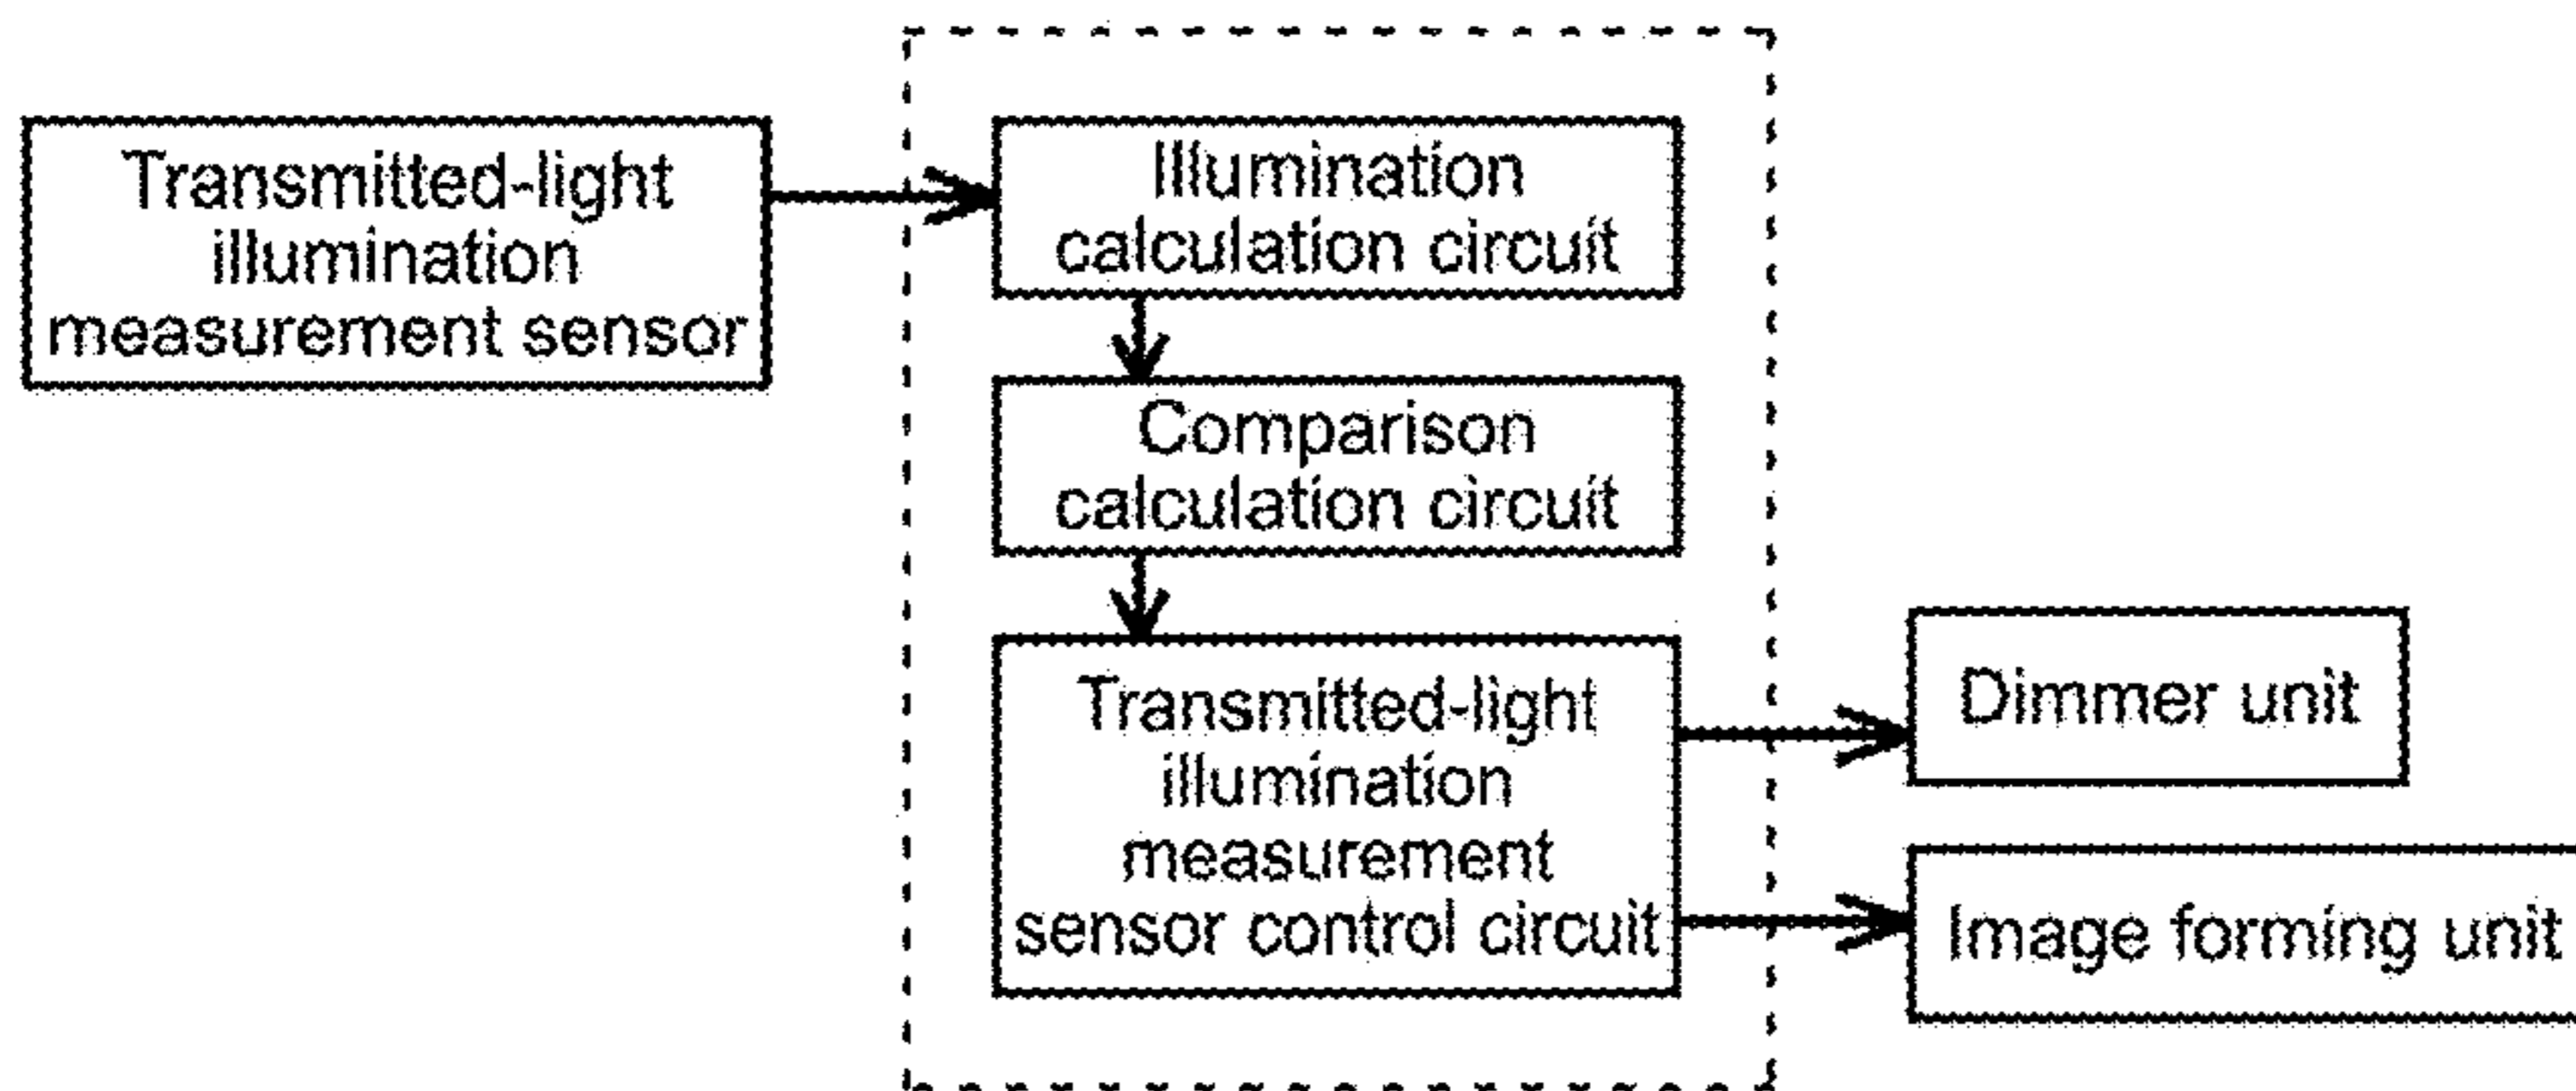 Transmitted-light
illumination
measurement sensor
Illumination
calculation circuit
Comparison
calculation circuit
Transmitted-light
illumination
measurement
sensor control circuit
Dimmer unit
Image forming unit